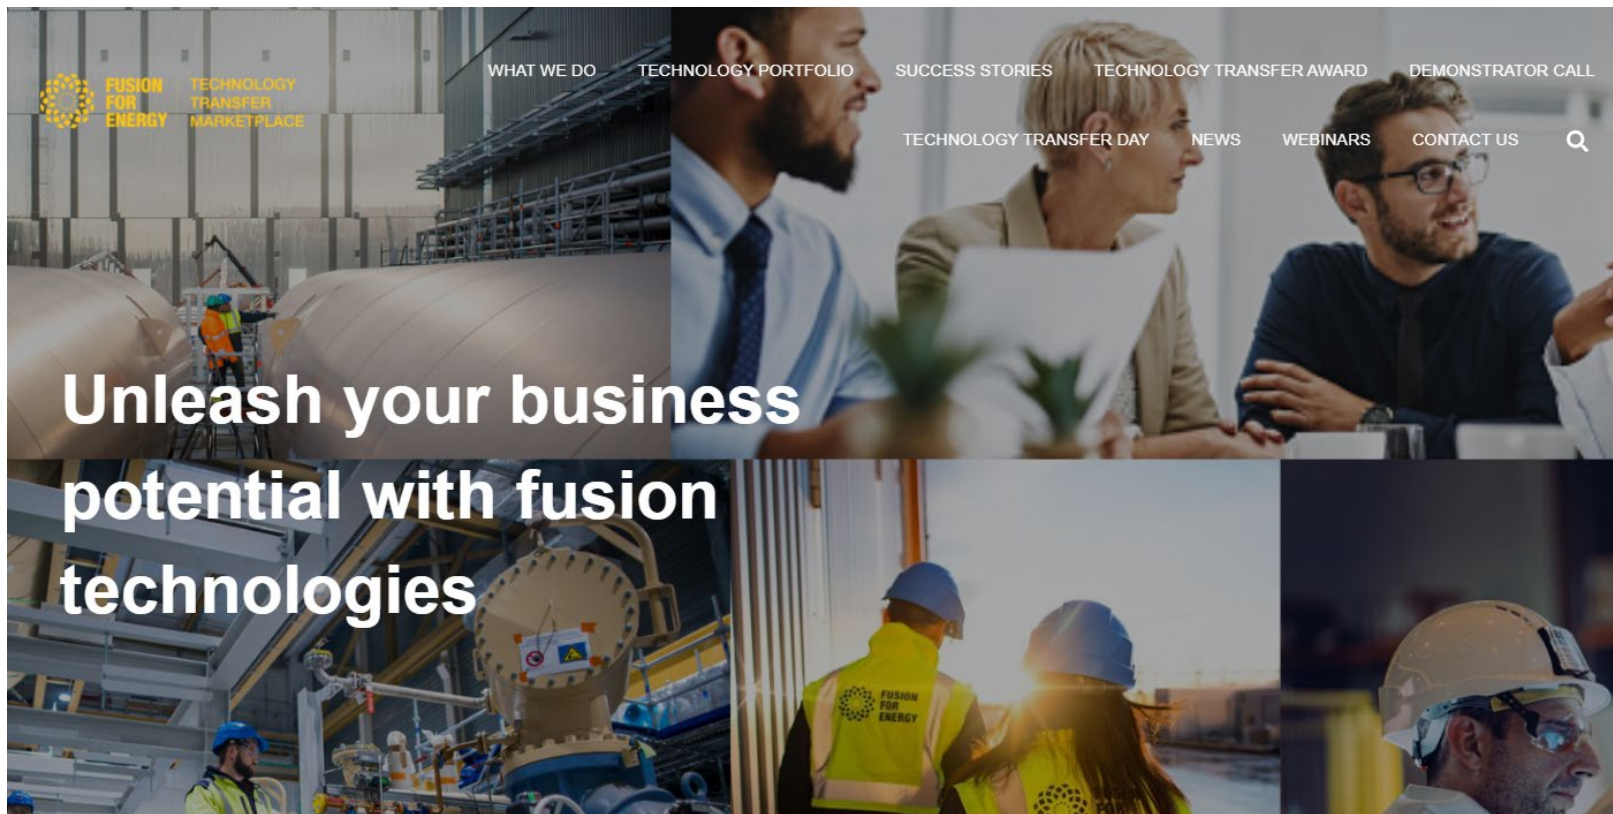 FUSION
FOR
ENERGY
TECHNOLOGY
TRANSFER
MARKETPLACE
WHAT WE DO
TECHNOLOGY PORTFOLIO
SUCCESS STORIES
TECHNOLOGY TRANSFER AWARD
DEMONSTRATOR CALL
TECHNOLOGY TRANSFER DAY
NEWS
WEBINARS
CONTACT US
Unleash your business
potential with fusion
technologies
FUSION
FOR
ENERGY
FOR